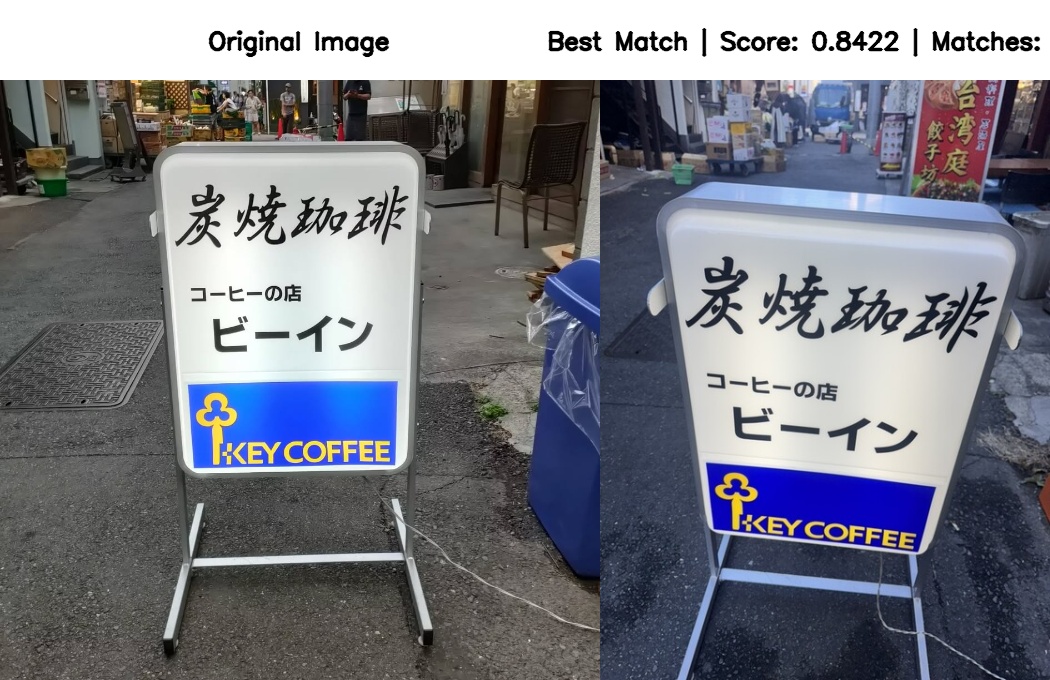 Original Image
Best Match | Score: 0.8422 | Matches:
炭焼珈琲
コーヒーの店
ビーイン
KEY COFFEE
炭焼珈琲
コーヒーの店
ビーイン
KEY COFFEE
台湾庭
餃子坊